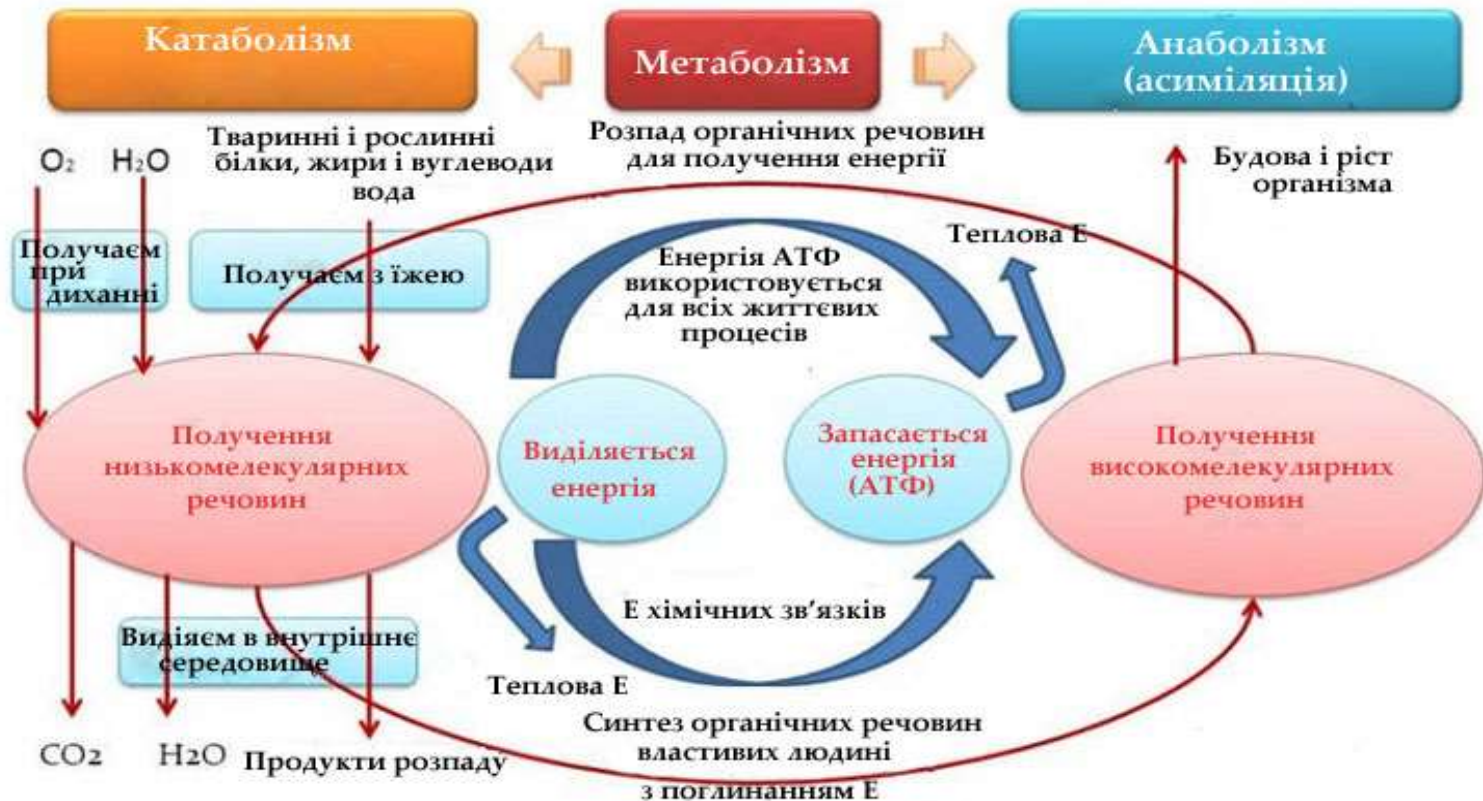 Катаболізм
Метаболізм
Анаболізм
(асиміляція)
O₂
H₂O
Тваринні і рослинні
білки, жири і вуглеводи
вода
Розпад органічних речовин
для получення енергії
Будова і ріст
організма
Получаєм
при
диханні
Получаєм з їжею
Енергія АТФ
використовується
для всіх життєвих
процесів
Теплова Е
Получення
низькомелекулярних
речовин
Виділяється
енергія
Запасається
енергія
(АТФ)
Получення
високомелекулярних
речовин
Е хімічних зв’язків
Видіяєм в внутрішнє
середовище
Теплова Е
CO2
H2O
Продукти розпаду
Синтез органічних речовин
властивих людині
з поглинанням Е